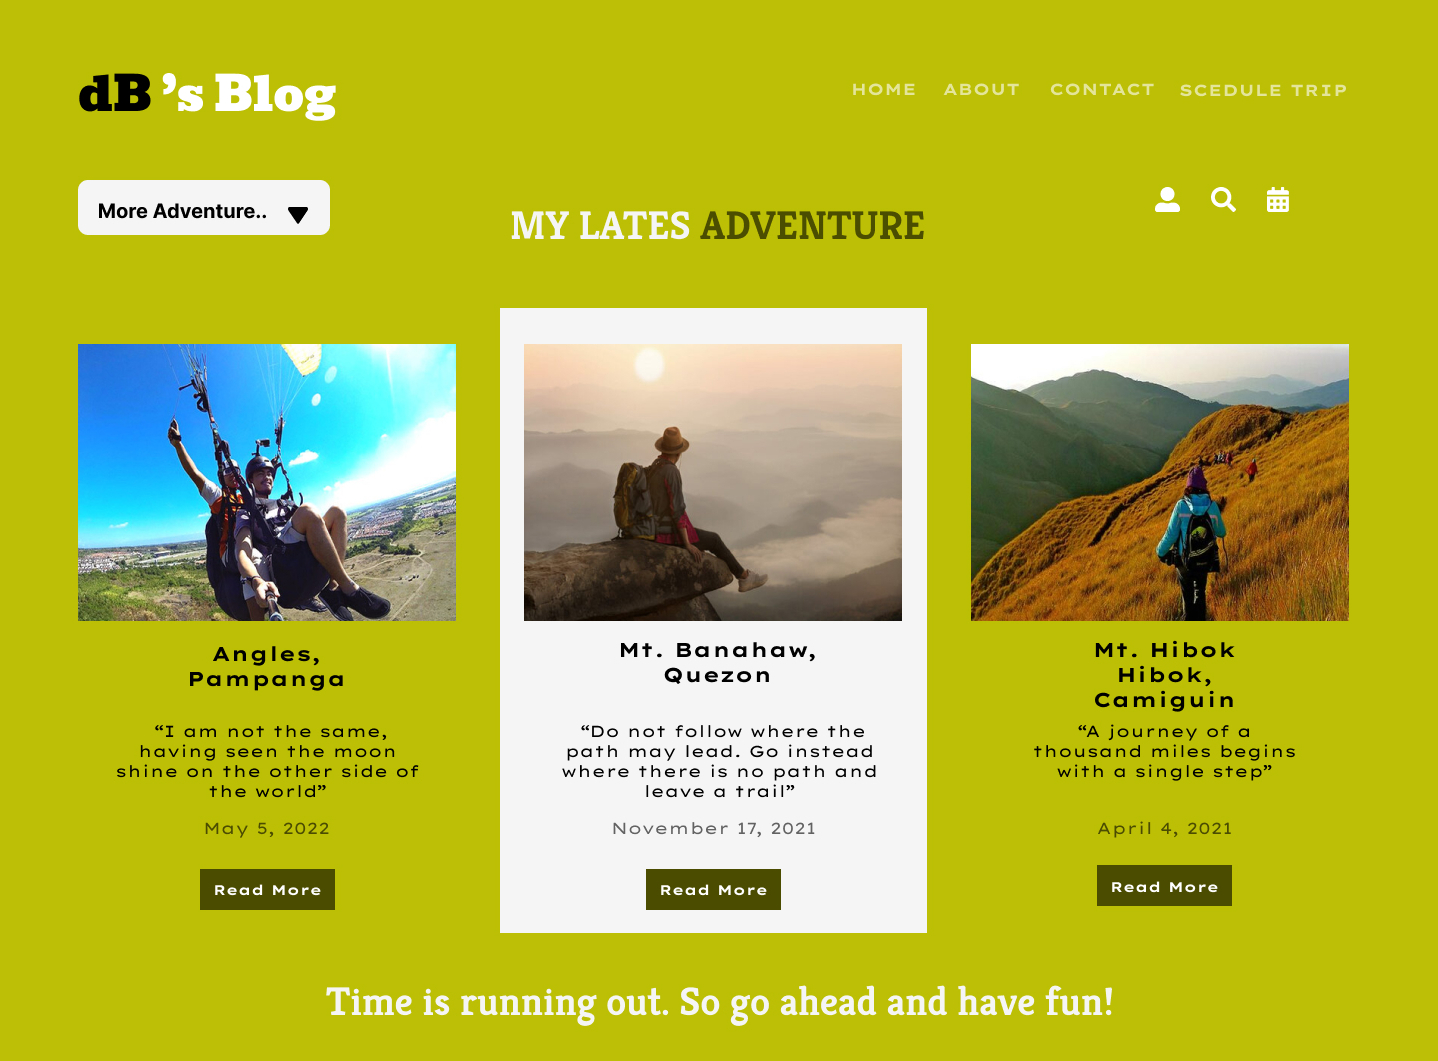 dB ’s Blog
HOME ABOUT CONTACT SCEDULE TRIP
More Adventure..
MY LATES ADVENTURE
Angles,
Pampanga
“I am not the same,
having seen the moon
shine on the other side of
the world”
May 5, 2022
Read More
Mt. Banahaw,
Quezon
“Do not follow where the
path may lead. Go instead
where there is no path and
leave a trail”
November 17, 2021
Read More
Mt. Hibok
Hibok,
Camiguin
“A journey of a
thousand miles begins
with a single step”
April 4, 2021
Read More
Time is running out. So go ahead and have fun!